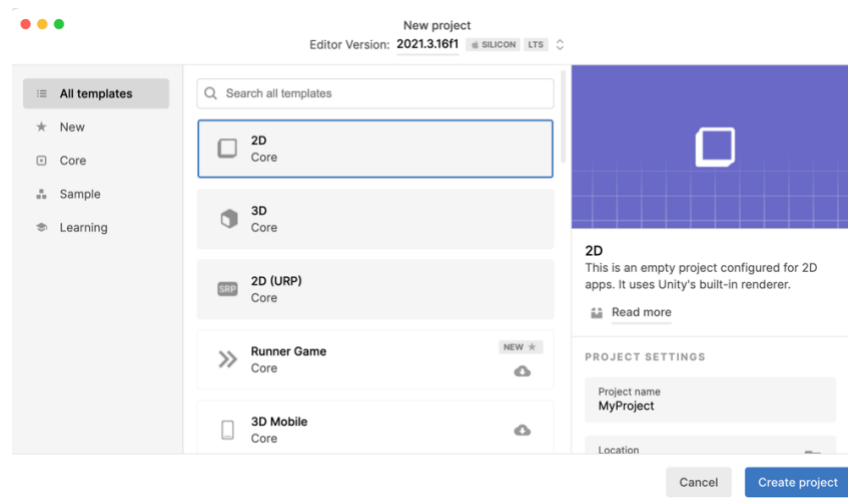 New project
Editor Version: 2021.3.16f1 SILICON LTS
All templates
New
Core
Sample
Learning
Search all templates
2D
Core
3D
Core
SRP
2D (URP)
Core
Runner Game
Core
NEW
3D Mobile
Core
2D
This is an empty project configured for 2D
apps. It uses Unity's built-in renderer.
Read more
PROJECT SETTINGS
Project name
MyProject
Location
Cancel
Create project